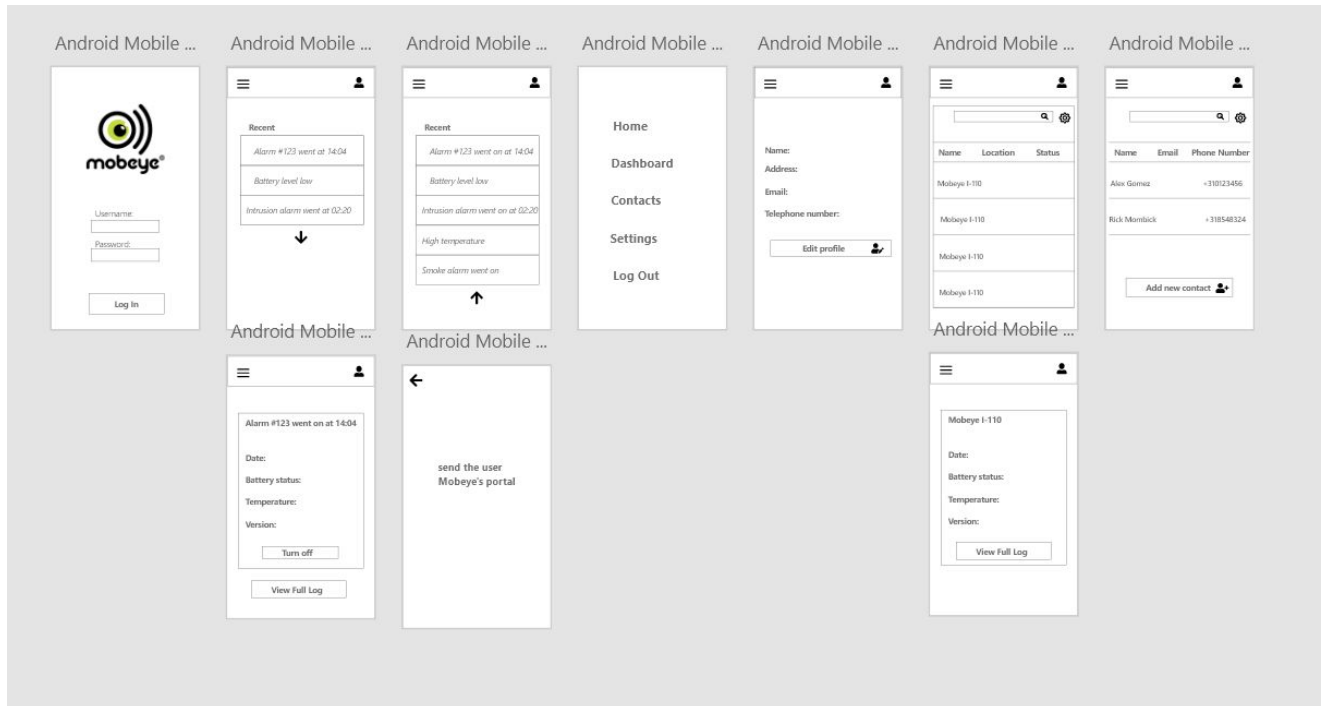 Android Mobile ...
mobeye®
Username:
Password:
Log In
Android Mobile ...
Recent
Alarm #123 went at 14:04
Battery level low
Intrusion alarm went at 02:20
Android Mobile ...
Recent
Alarm #123 went on at 14:04
Battery level low
Intrusion alarm went on at 02:20
High temperature
Smoke alarm went on
Android Mobile ...
Home
Dashboard
Contacts
Settings
Log Out
Android Mobile ...
Name:
Address:
Email:
Telephone number:
Edit profile
Android Mobile ...
Name Location Status
Mobeye I-110
Mobeye I-110
Mobeye I-110
Mobeye I-110
Android Mobile ...
Name Email Phone Number
Alex Gomez +310123456
Rick Mombick +318548324
Add new contact
Android Mobile ...
Alarm #123 went on at 14:04
Date:
Battery status:
Temperature:
Version:
Turn off
View Full Log
Android Mobile ...
send the user
Mobeye's portal
Android Mobile ...
Mobeye I-110
Date:
Battery status:
Temperature:
Version:
View Full Log